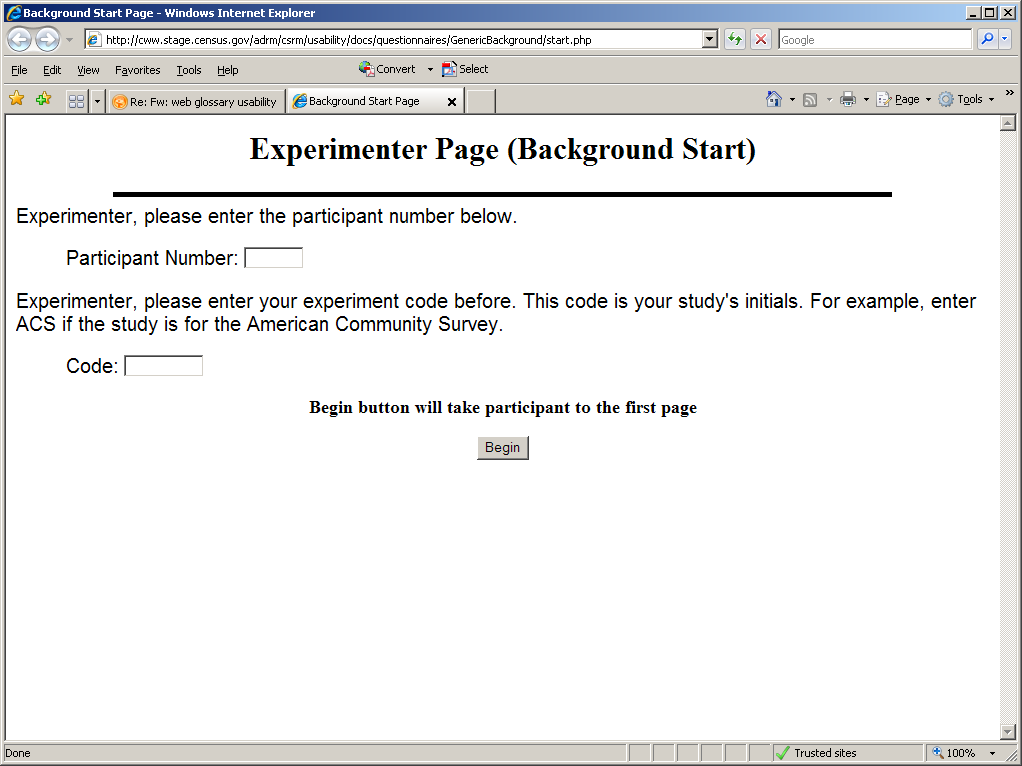 Background Start Page - Windows Internet Explorer
http://cww.stage.census.gov/adrm/csrm/usability/docs/questionnaires/GenericBackground/start.php
Google
File Edit View Favorites Tools Help Convert Select
Re: Fw: web glossary usability Background Start Page Page Tools
Experimenter Page (Background Start)
Experimenter, please enter the participant number below.
Participant Number:
Experimenter, please enter your experiment code before. This code is your study's initials. For example, enter
ACS if the study is for the American Community Survey.
Code:
Begin button will take participant to the first page
Begin
Done Trusted sites 100%